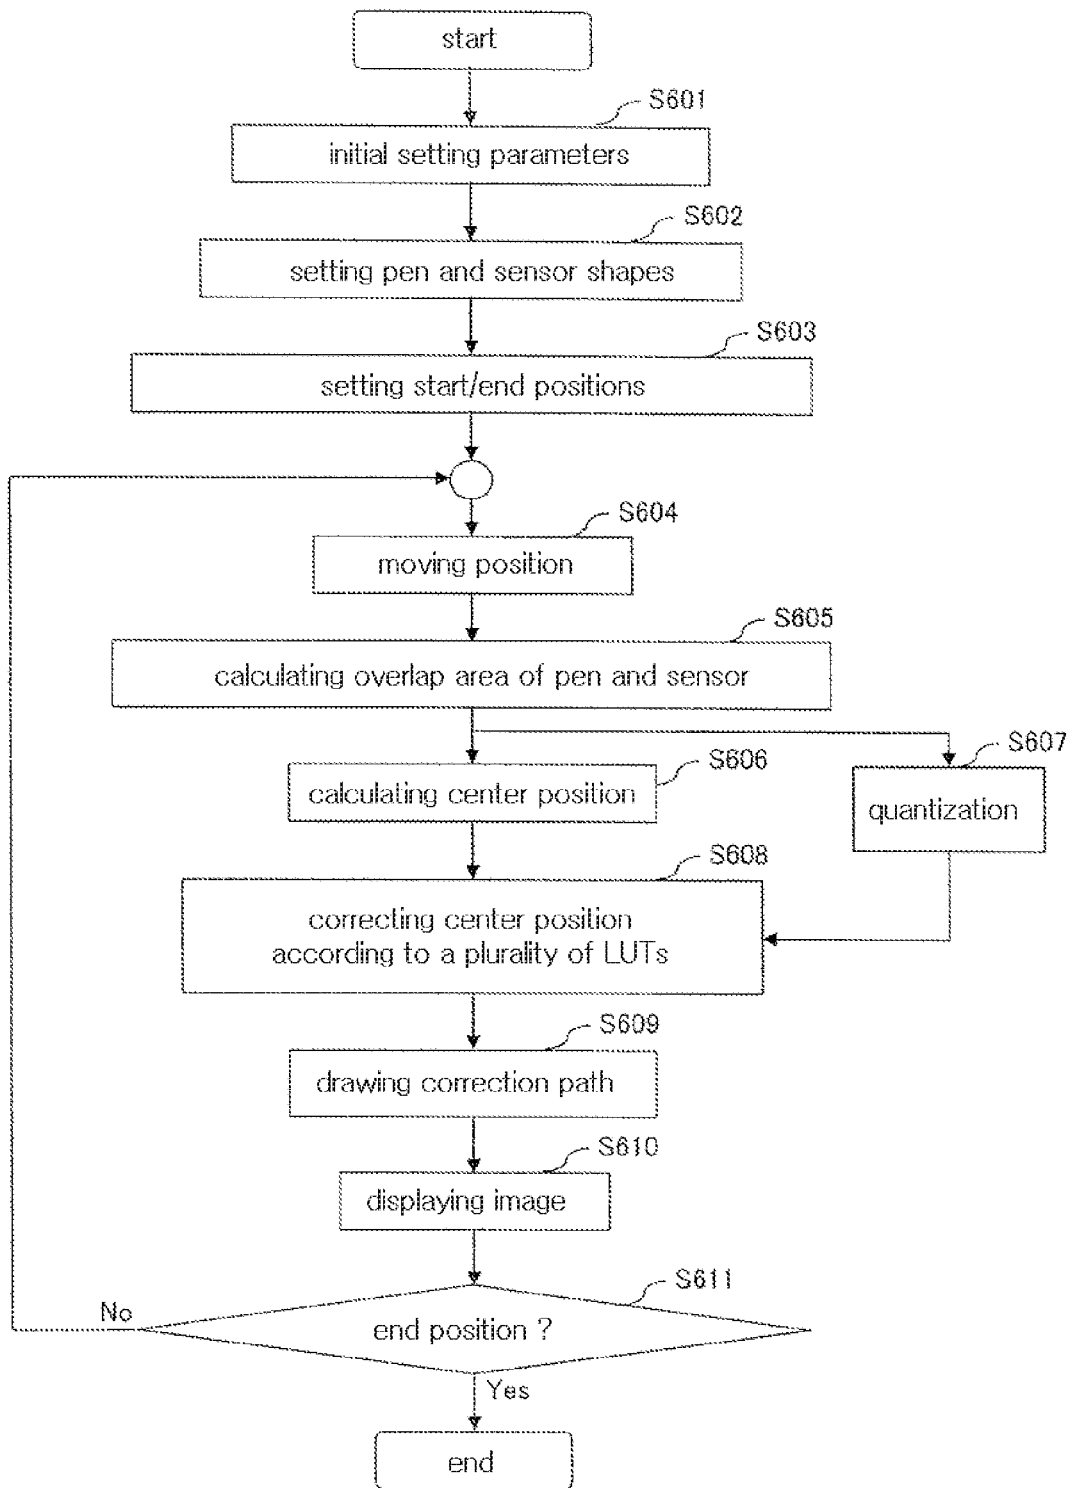 start
S601
initial setting parameters
S602
setting pen and sensor shapes
S603
setting start/end positions
S604
moving position
S605
calculating overlap area of pen and sensor
S606
calculating center position
S607
quantization
S608
correcting center position
according to a plurality of LUTs
S609
drawing correction path
S610
displaying image
S611
No
end position ?
Yes
end